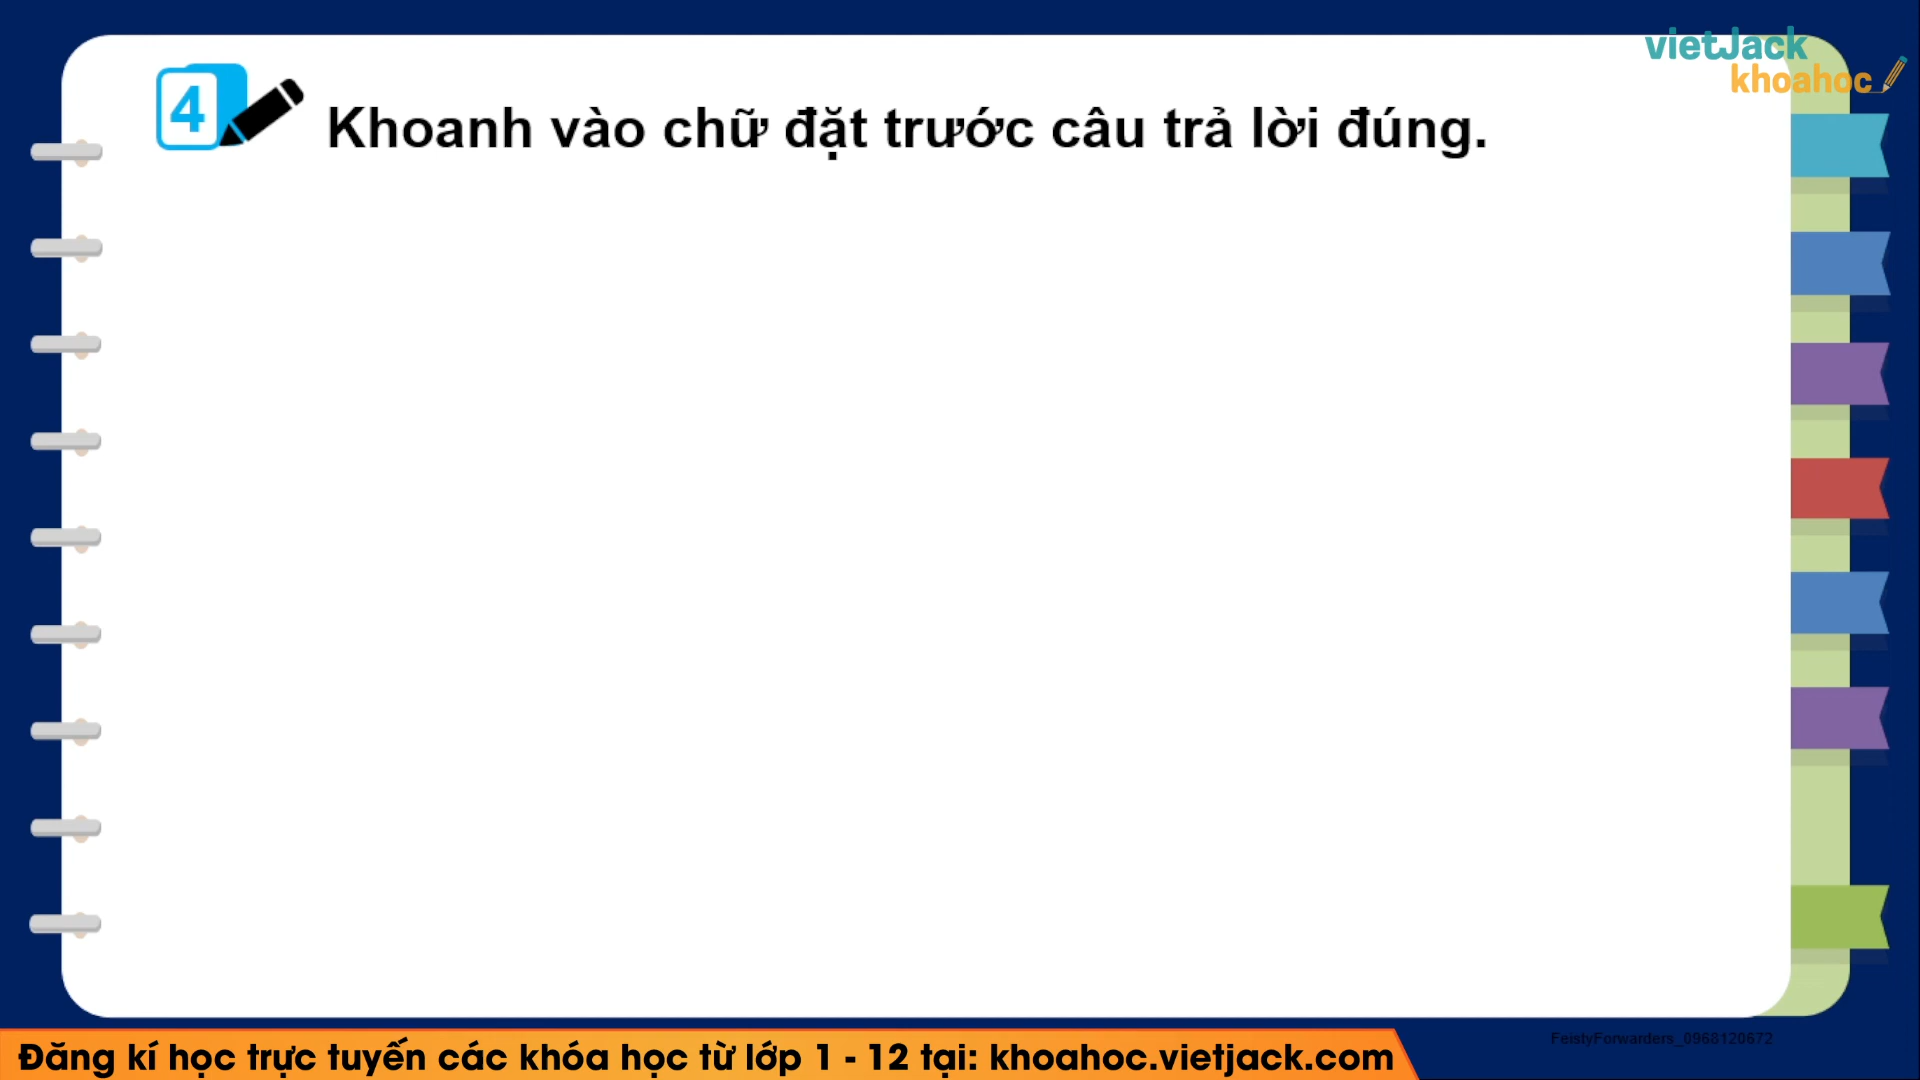 vietJack
khoahoc
4
Khoanh vào chữ đặt trước câu trả lời đúng.
FeistyForwarders_0968120672
Đăng kí học trực tuyến các khóa học từ lớp 1 - 12 tại: khoahoc.vietjack.com